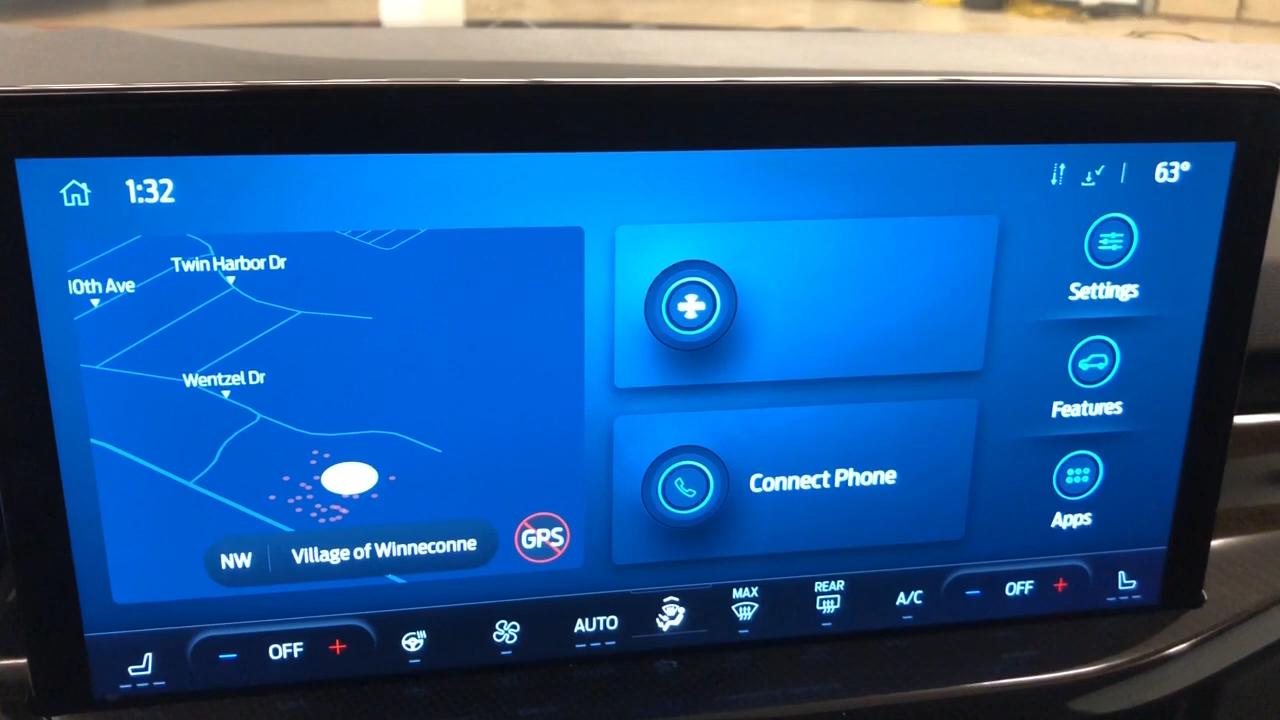 1:32
63°
Twin Harbor Dr
10th Ave
Wentzel Dr
NW
Village of Winneconne
GPS
Connect Phone
Settings
Features
Apps
OFF
AUTO
MAX
REAR
A/C
OFF